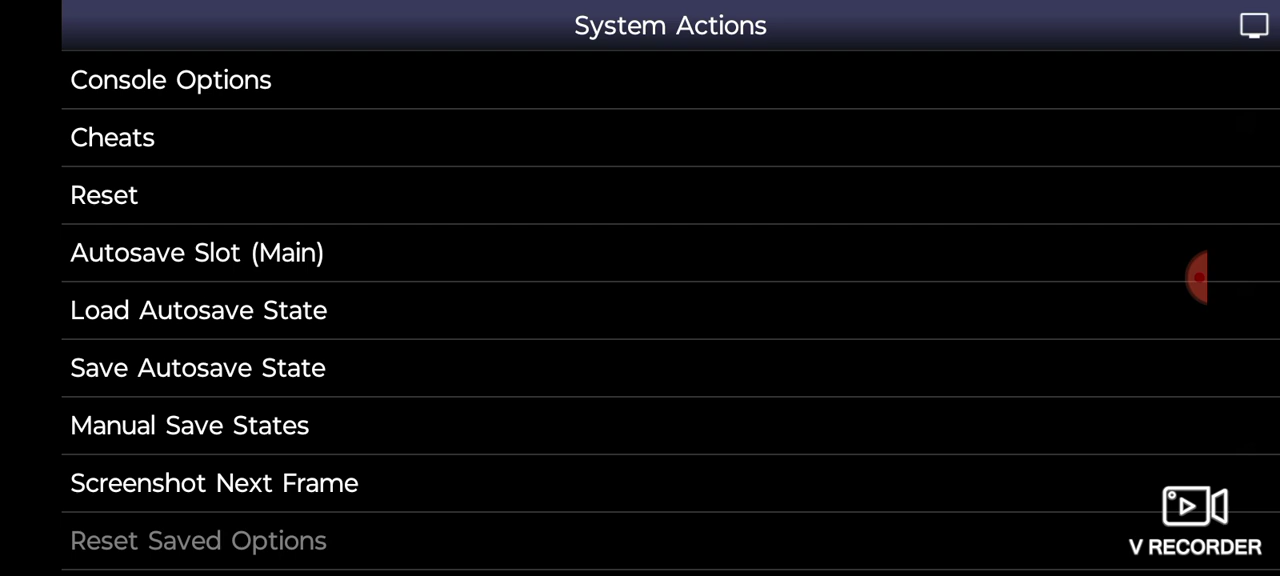 System Actions
Console Options
Cheats
Reset
Autosave Slot (Main)
Load Autosave State
Save Autosave State
Manual Save States
Screenshot Next Frame
Reset Saved Options
V RECORDER